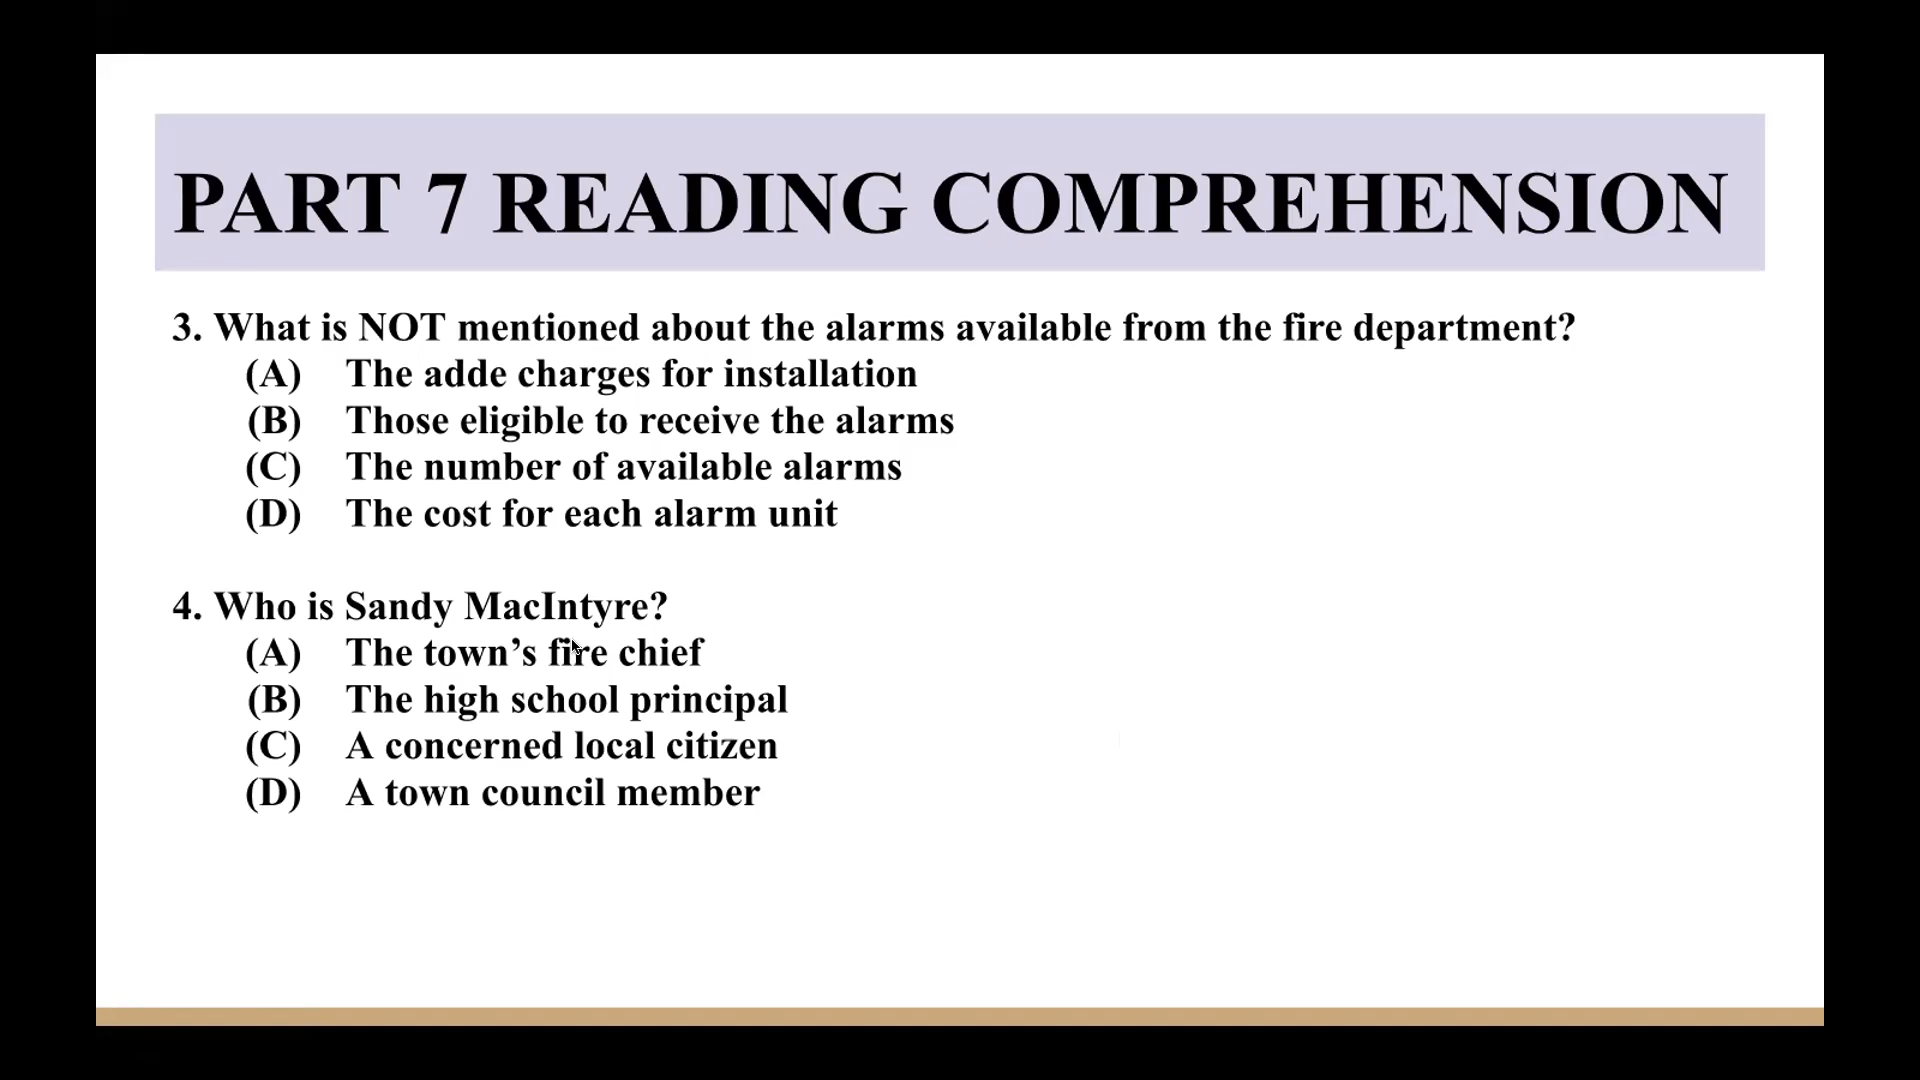 PART 7 READING COMPREHENSION
3. What is NOT mentioned about the alarms available from the fire department?
(A) The adde charges for installation
(B) Those eligible to receive the alarms
(C) The number of available alarms
(D) The cost for each alarm unit
4. Who is Sandy MacIntyre?
(A) The town’s fire chief
(B) The high school principal
(C) A concerned local citizen
(D) A town council member